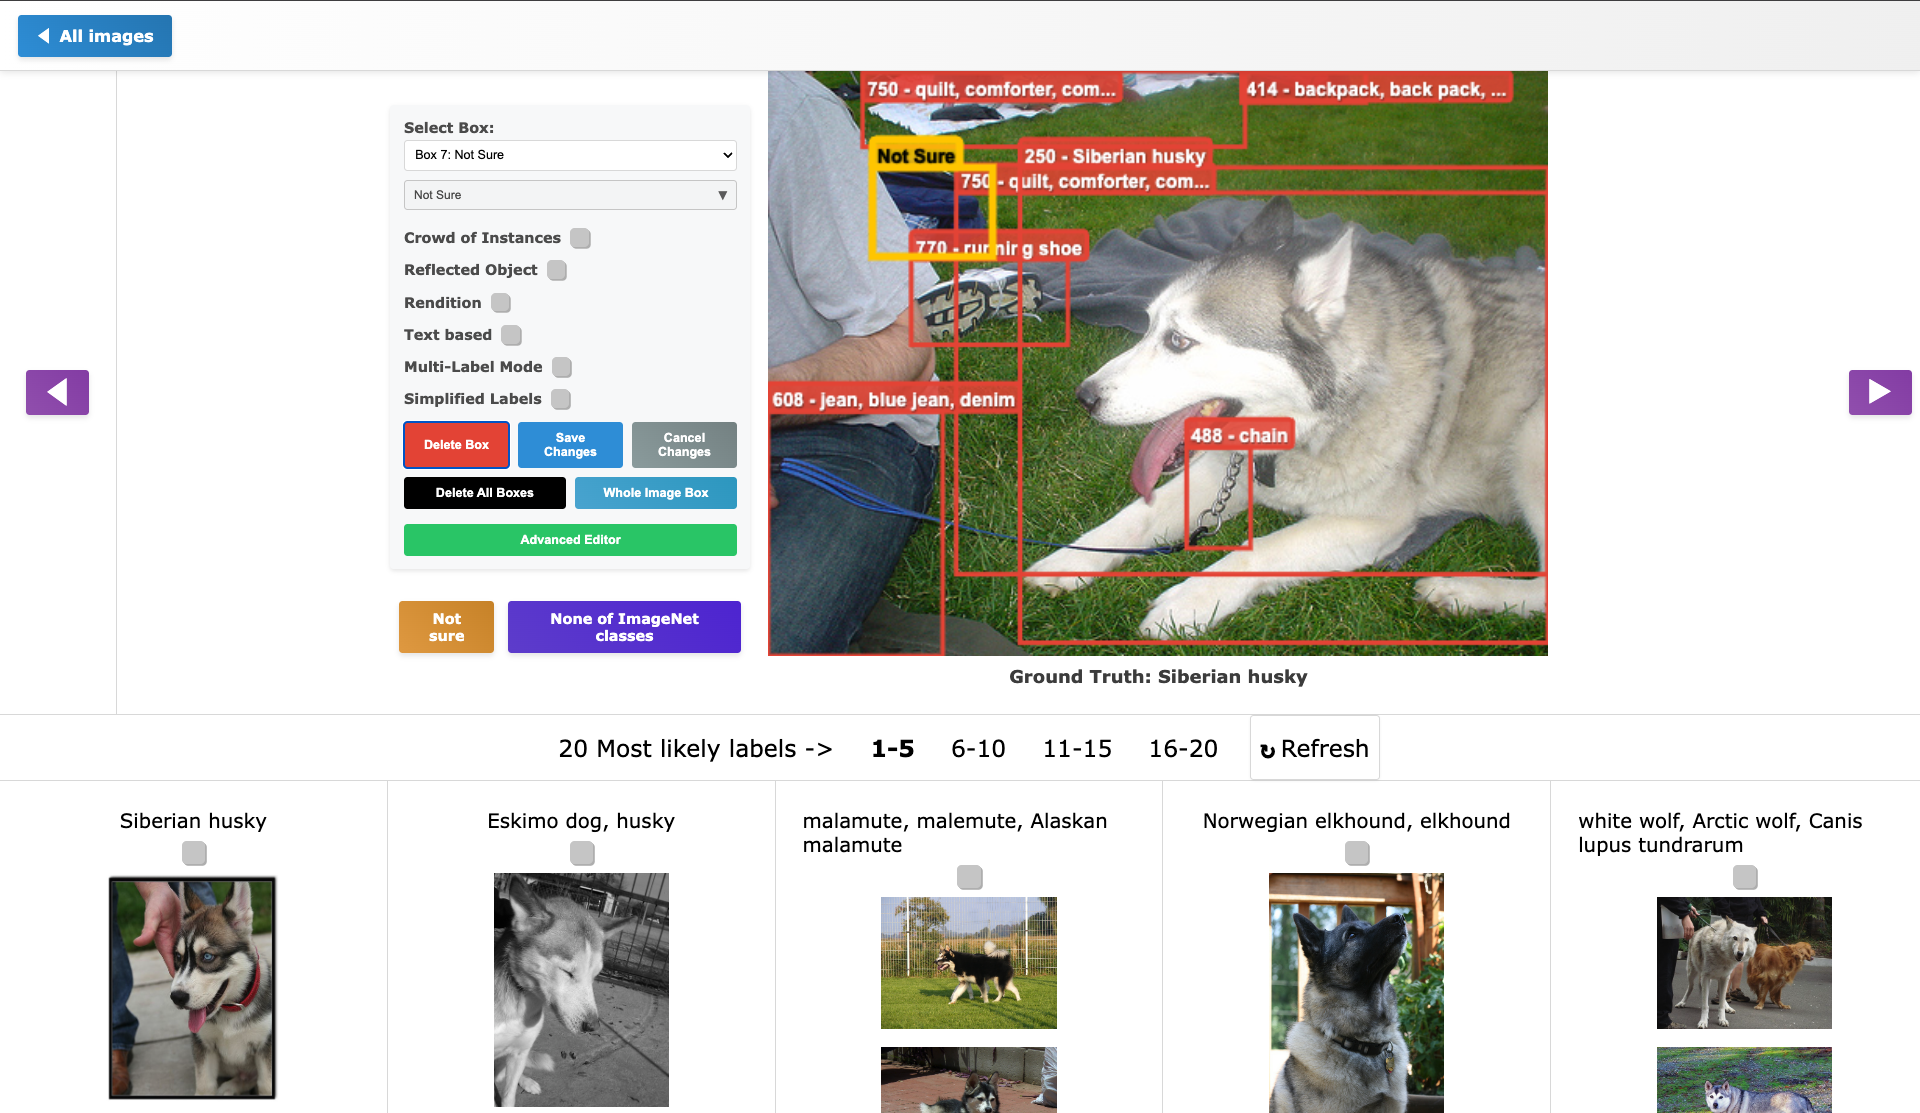 All images
Select Box:
Box 7: Not Sure
Not Sure
Crowd of Instances
Reflected Object
Rendition
Text based
Multi-Label Mode
Simplified Labels
Delete Box
Save
Changes
Cancel
Changes
Delete All Boxes
Whole Image Box
Advanced Editor
Not
sure
None of ImageNet
classes
750 - quilt, comforter, com...
414 - backpack, back pack, ...
Not Sure
250 - Siberian husky
750 - quilt, comforter, com...
770 - running shoe
608 - jean, blue jean, denim
488 - chain
Ground Truth: Siberian husky
20 Most likely labels -> 1-5 6-10 11-15 16-20 ↻ Refresh
Siberian husky
Eskimo dog, husky
malamute, malemute, Alaskan
malamute
Norwegian elkhound, elkhound
white wolf, Arctic wolf, Canis
lupus tundrarum